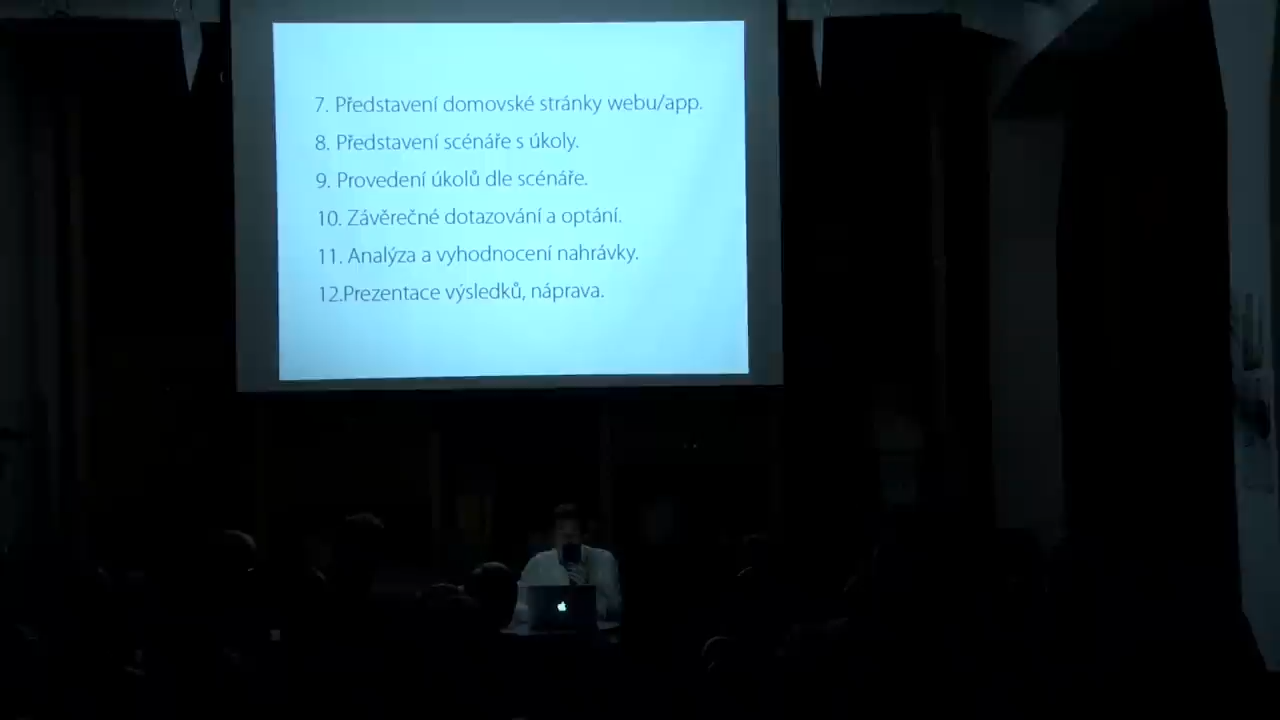 7. Představení domovské stránky webu/app.
8. Představení scénáře s úkoly.
9. Provedení úkolů dle scénáře.
10. Závěrečné dotazování a optání.
11. Analýza a vyhodnocení nahrávky.
12.Prezentace výsledků, náprava.